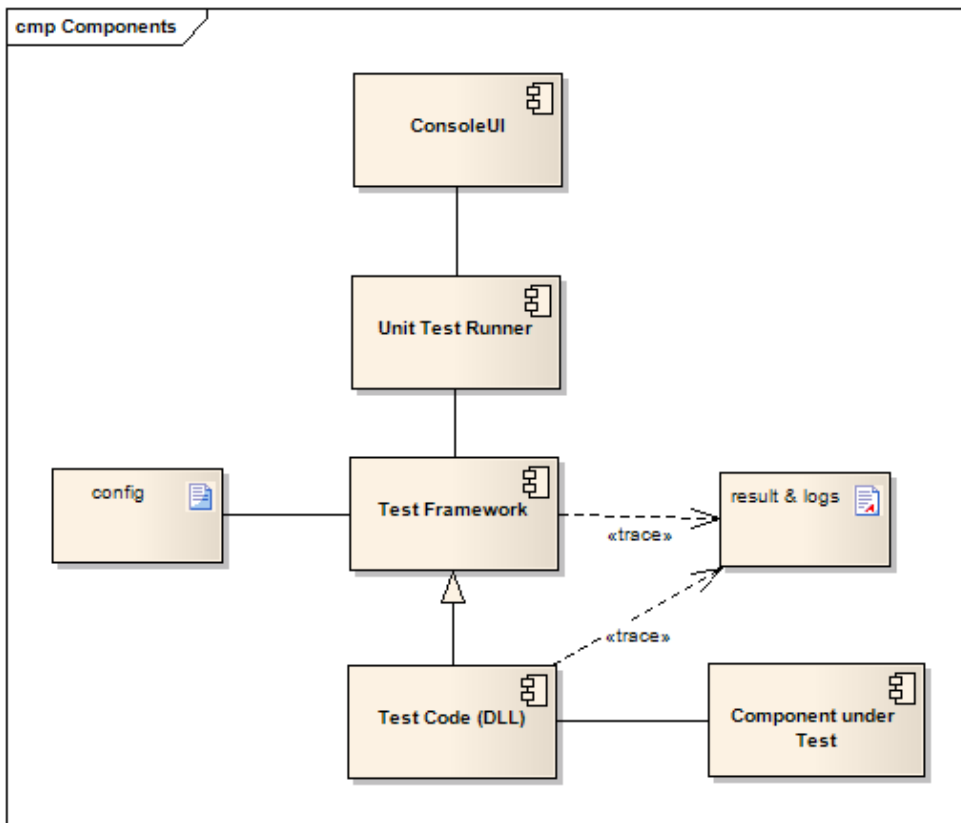 cmp Components
ConsoleUI
Unit Test Runner
config
Test Framework
result & logs
«trace»
«trace»
Test Code (DLL)
Component under
Test